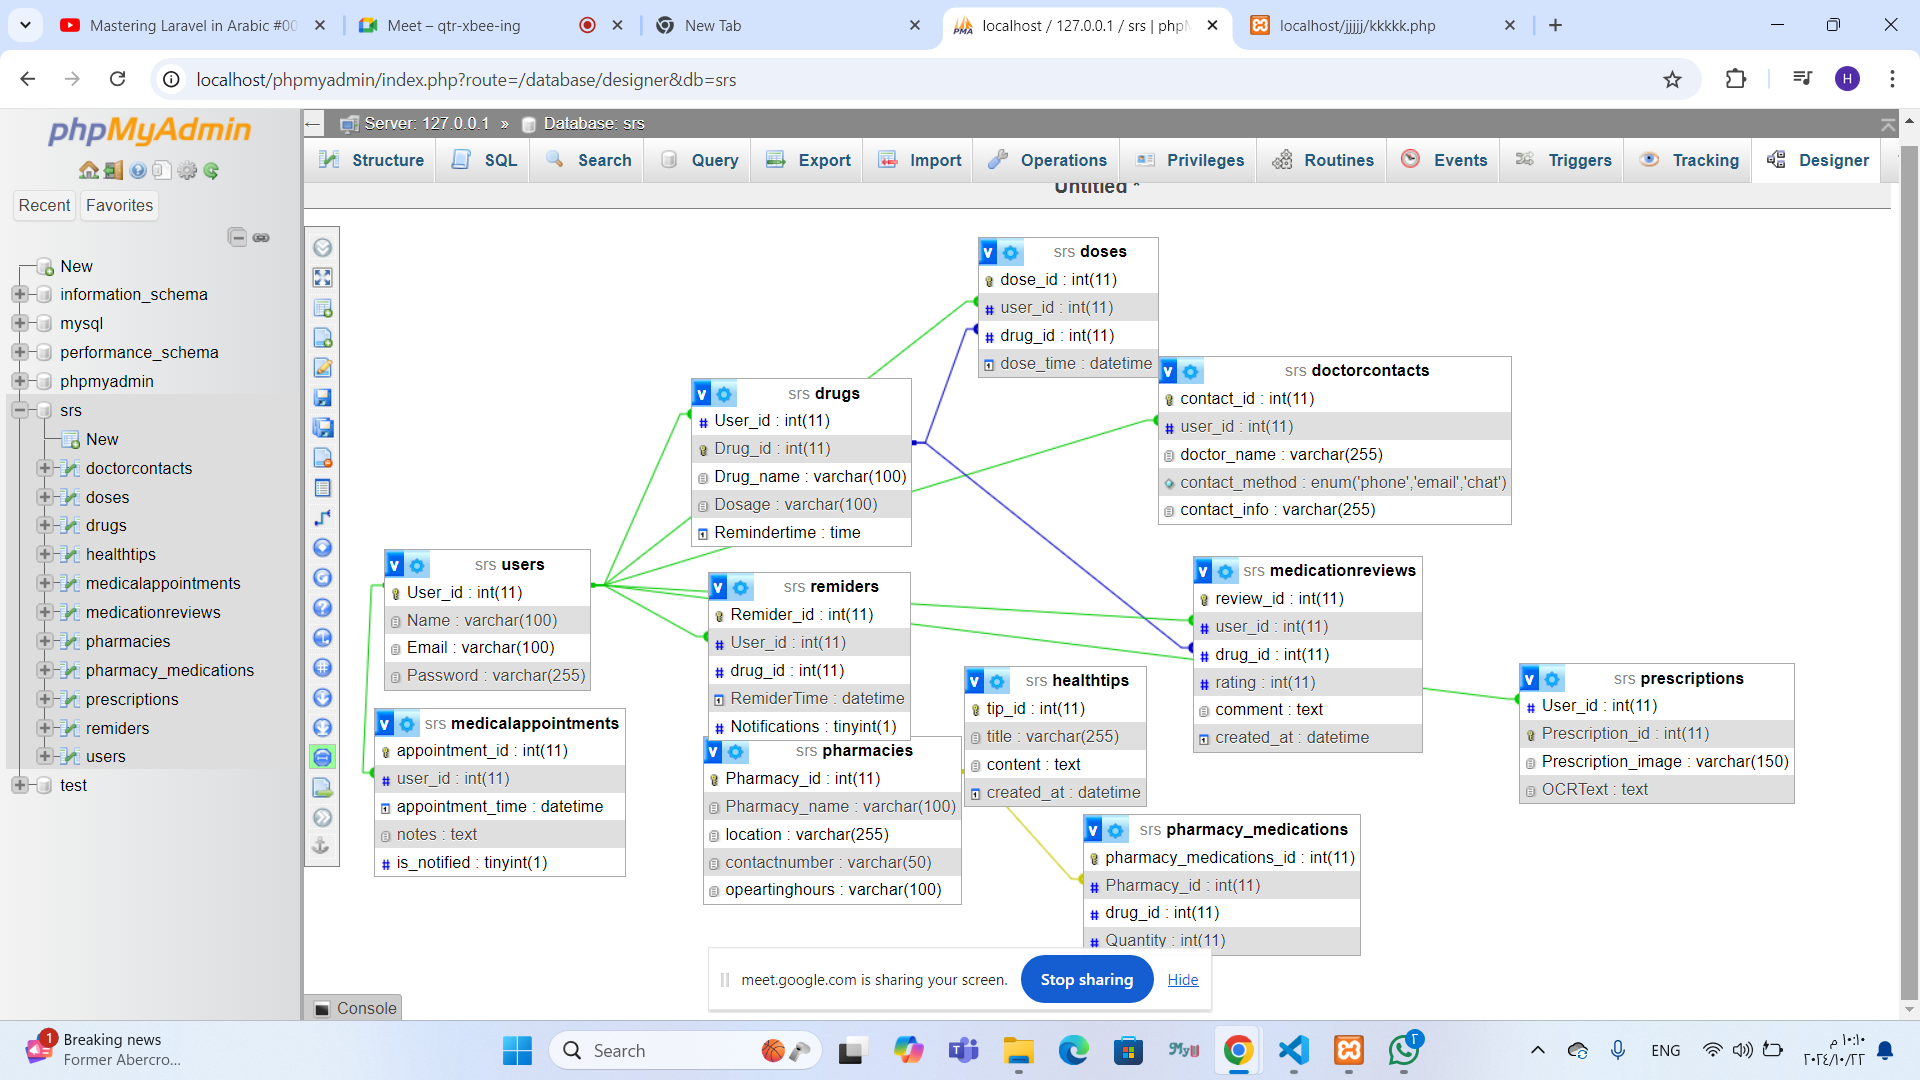 Mastering Laravel in Arabic #00
Meet – qtr-xbee-ing
New Tab
localhost / 127.0.0.1 / srs | phpM
localhost/jjjjj/kkkkk.php
localhost/phpmyadmin/index.php?route=/database/designer&db=srs
H
phpMyAdmin
Recent
Favorites
New
information_schema
mysql
performance_schema
phpmyadmin
srs
New
doctorcontacts
doses
drugs
healthtips
medicalappointments
medicationreviews
pharmacies
pharmacy_medications
prescriptions
remiders
users
test
Server: 127.0.0.1 » Database: srs
Structure
SQL
Search
Query
Export
Import
Operations
Privileges
Routines
Events
Triggers
Tracking
Designer
Untitled *
srs doses
dose_id : int(11)
user_id : int(11)
drug_id : int(11)
dose_time : datetime
srs doctorcontacts
contact_id : int(11)
user_id : int(11)
doctor_name : varchar(255)
contact_method : enum('phone','email','chat')
contact_info : varchar(255)
srs drugs
User_id : int(11)
Drug_id : int(11)
Drug_name : varchar(100)
Dosage : varchar(100)
Remindertime : time
srs users
User_id : int(11)
Name : varchar(100)
Email : varchar(100)
Password : varchar(255)
srs remiders
Remider_id : int(11)
User_id : int(11)
drug_id : int(11)
RemiderTime : datetime
Notifications : tinyint(1)
srs medicationreviews
review_id : int(11)
user_id : int(11)
drug_id : int(11)
rating : int(11)
comment : text
created_at : datetime
srs healthtips
tip_id : int(11)
title : varchar(255)
content : text
created_at : datetime
srs prescriptions
User_id : int(11)
Prescription_id : int(11)
Prescription_image : varchar(150)
OCRText : text
srs medicalappointments
appointment_id : int(11)
user_id : int(11)
appointment_time : datetime
notes : text
is_notified : tinyint(1)
srs pharmacies
Pharmacy_id : int(11)
Pharmacy_name : varchar(100)
location : varchar(255)
contactnumber : varchar(50)
opeartinghours : varchar(100)
srs pharmacy_medications
pharmacy_medications_id : int(11)
Pharmacy_id : int(11)
drug_id : int(11)
Quantity : int(11)
meet.google.com is sharing your screen.
Stop sharing
Hide
Console
1
Breaking news
Former Abercro...
Search
ENG
١٠:١٠ م
٢٠٢٤/١٠/٢٢